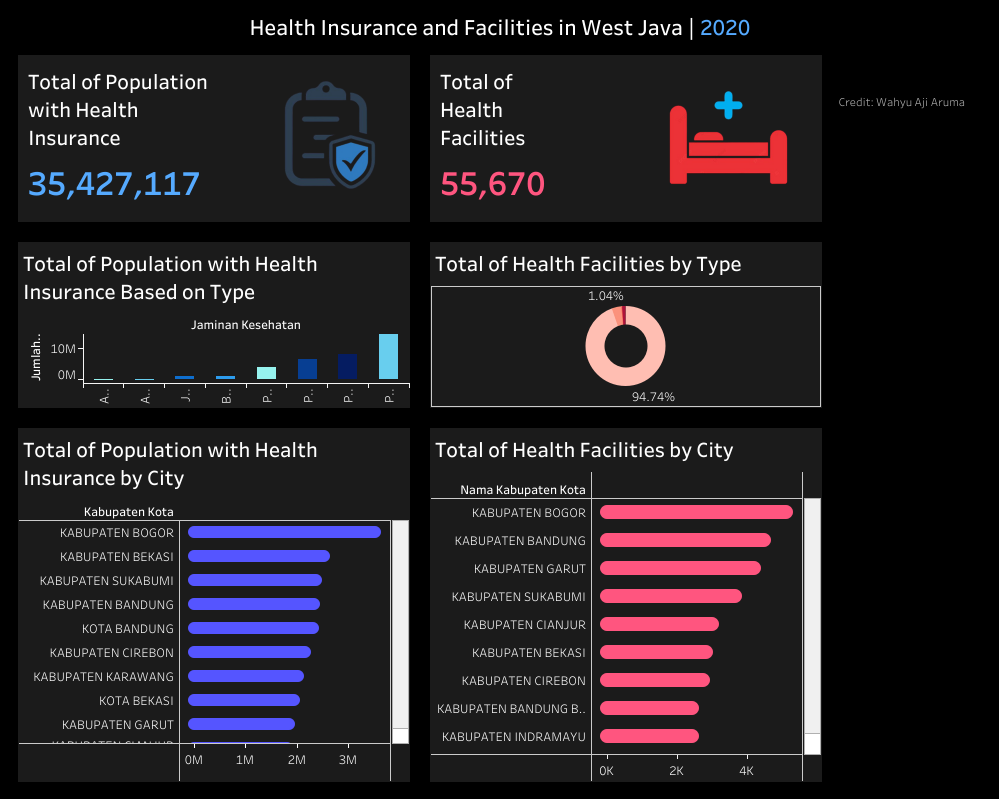 Health Insurance and Facilities in West Java | 2020
Total of Population
with Health
Insurance
35,427,117
Total of
Health
Facilities
55,670
Credit: Wahyu Aji Aruma
Total of Population with Health
Insurance Based on Type
Jaminan Kesehatan
Jumlah..
10M
0M
A..
A..
J..
B..
P..
P..
P..
P..
Total of Health Facilities by Type
1.04%
94.74%
Total of Population with Health
Insurance by City
Kabupaten Kota
KABUPATEN BOGOR
KABUPATEN BEKASI
KABUPATEN SUKABUMI
KABUPATEN BANDUNG
KOTA BANDUNG
KABUPATEN CIREBON
KABUPATEN KARAWANG
KOTA BEKASI
KABUPATEN GARUT
0M 1M 2M 3M
Total of Health Facilities by City
Nama Kabupaten Kota
KABUPATEN BOGOR
KABUPATEN BANDUNG
KABUPATEN GARUT
KABUPATEN SUKABUMI
KABUPATEN CIANJUR
KABUPATEN BEKASI
KABUPATEN CIREBON
KABUPATEN BANDUNG B..
KABUPATEN INDRAMAYU
0K 2K 4K